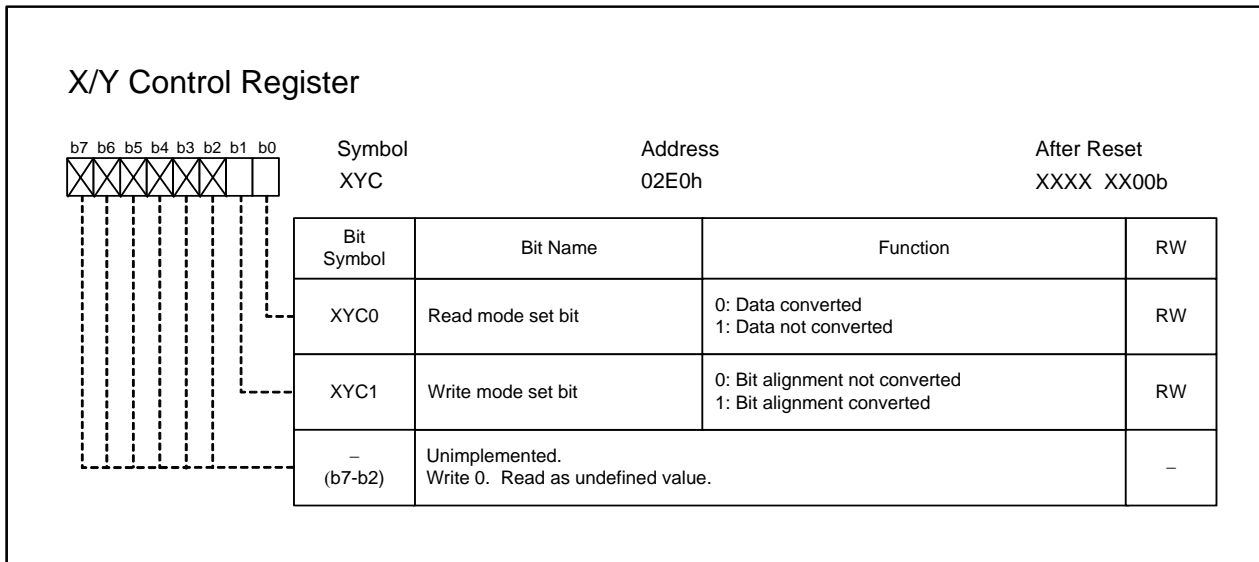 X/Y Control Register
b7 b6 b5 b4 b3 b2 b1 b0
Symbol Address After Reset
XYC 02E0h XXXX XX00b
Bit Symbol Bit Name Function RW
XYC0 Read mode set bit 0: Data converted
1: Data not converted RW
XYC1 Write mode set bit 0: Bit alignment not converted
1: Bit alignment converted RW
–
(b7-b2) Unimplemented.
Write 0. Read as undefined value. –